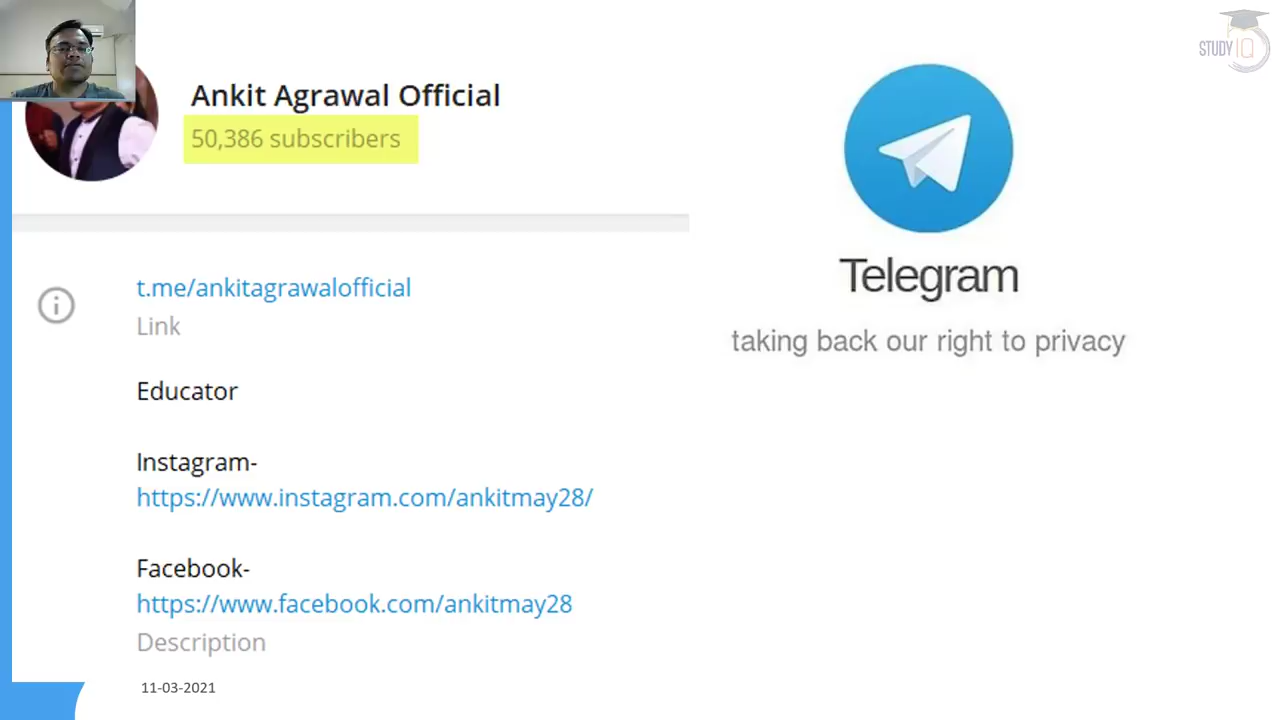 STUDY IQ
Ankit Agrawal Official
50,386 subscribers
t.me/ankitagrawalofficial
Link
Educator
Instagram-
https://www.instagram.com/ankitmay28/
Facebook-
https://www.facebook.com/ankitmay28
Description
11-03-2021
Telegram
taking back our right to privacy